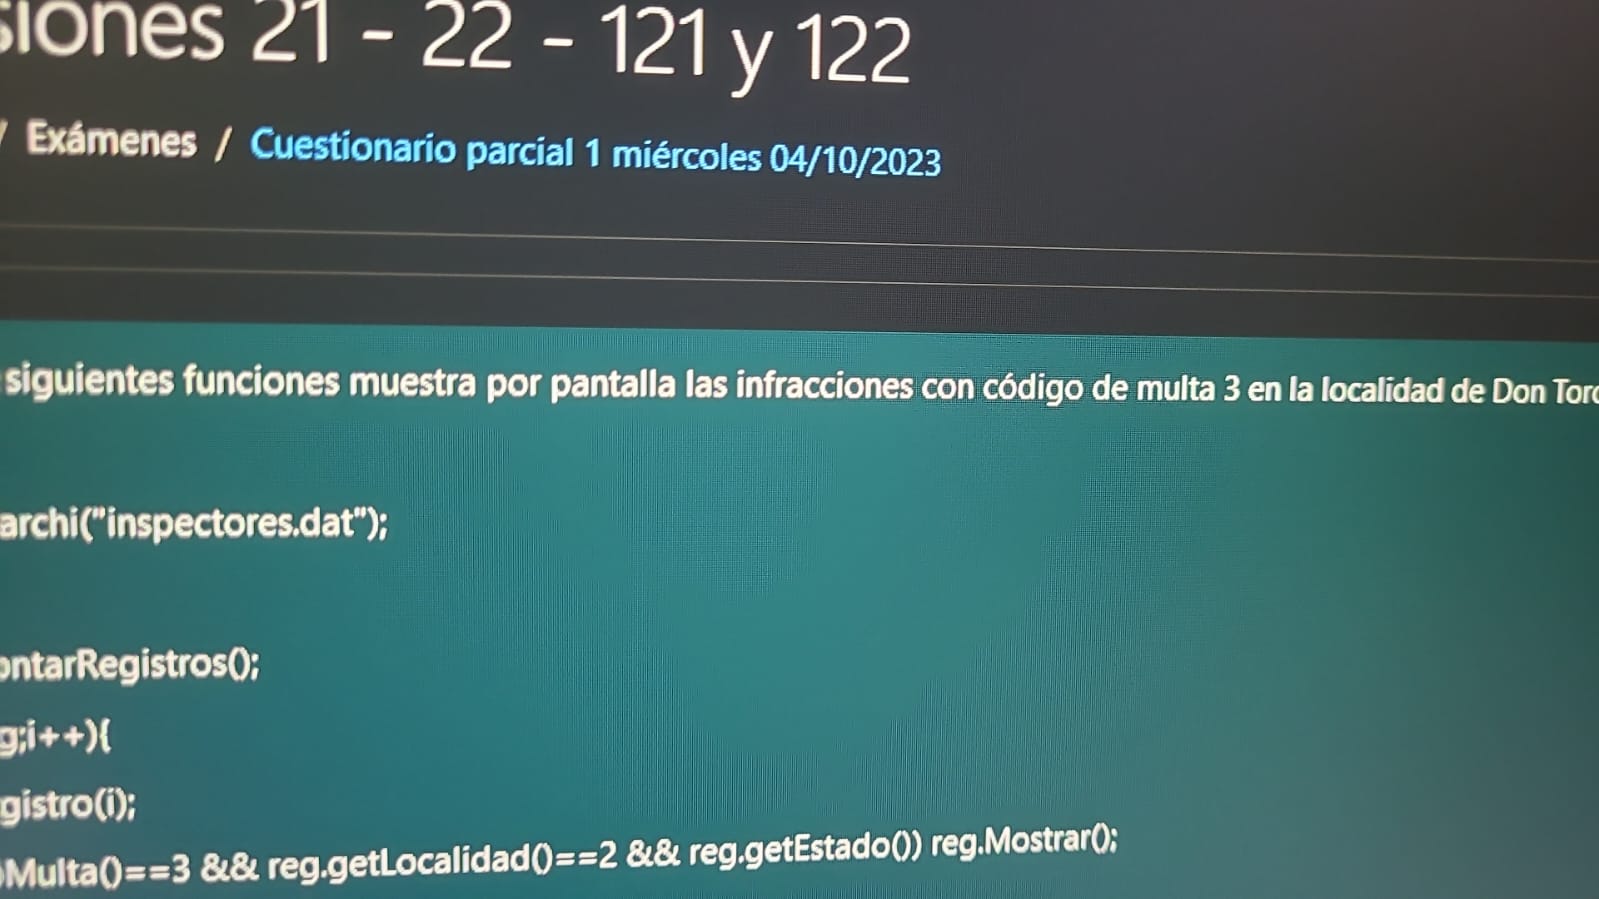 siones 21 - 22 - 121 y 122
/ Exámenes / Cuestionario parcial 1 miércoles 04/10/2023
siguientes funciones muestra por pantalla las infracciones con código de multa 3 en la localidad de Don Torc
archi("inspectores.dat");
ontarRegistros();
g;i++){
gistro(i);
oMulta()==3 && reg.getLocalidad()==2 && reg.getEstado()) reg.Mostrar();